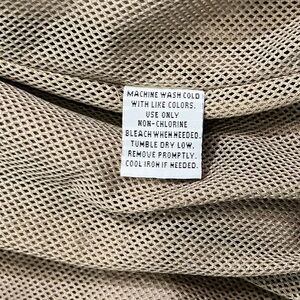 MACHINE WASH COLD
WITH LIKE COLORS.
USE ONLY
NON-CHLORINE
BLEACH WHEN NEEDED.
TUMBLE DRY LOW.
REMOVE PROMPTLY.
COOL IRON IF NEEDED.